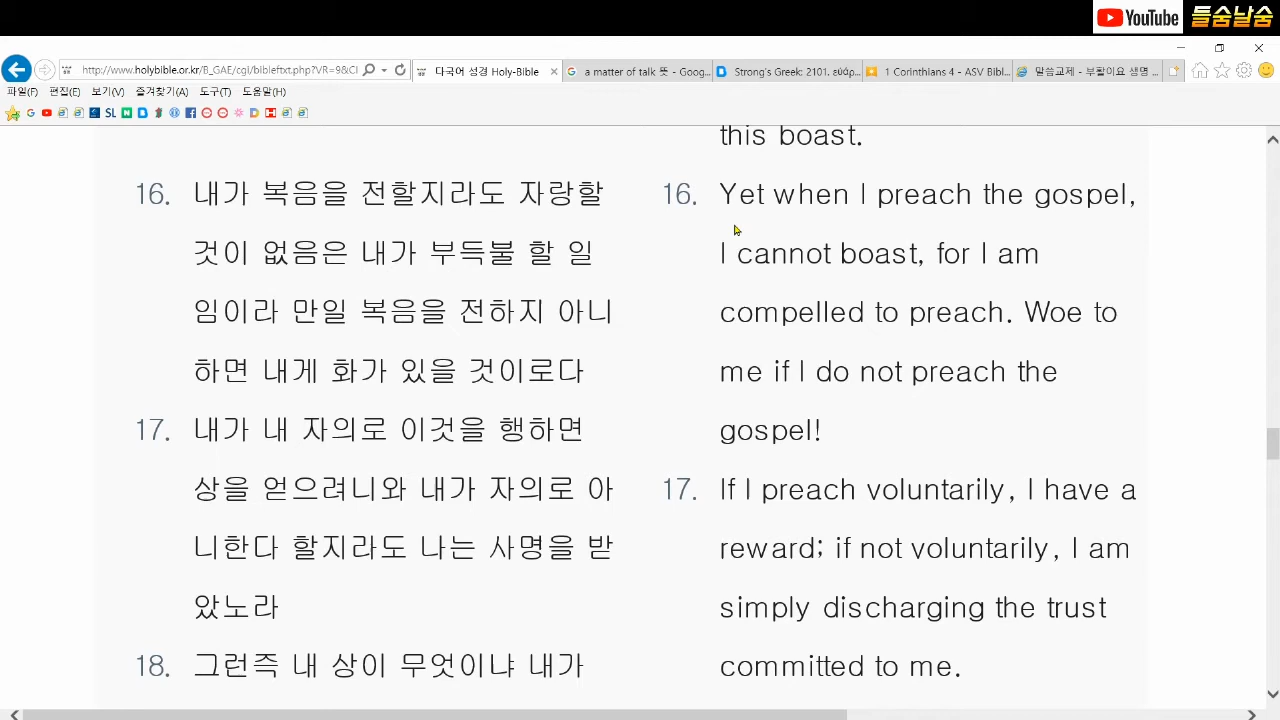 YouTube 들숨날숨
http://www.holybible.or.kr/B_GAE/cgi/bibleftxt.php?VR=9&CI
다국어 성경 Holy-Bible
a matter of talk 뜻 - Goog...
Strong's Greek: 2101. εὐάρ...
1 Corinthians 4 - ASV Bibl...
말씀교제 - 부활이요 생명 ...
파일(F) 편집(E) 보기(V) 즐겨찾기(A) 도구(T) 도움말(H)
this boast.
16. 내가 복음을 전할지라도 자랑할
것이 없음은 내가 부득불 할 일
임이라 만일 복음을 전하지 아니
하면 내게 화가 있을 것이로다
17. 내가 내 자의로 이것을 행하면
상을 얻으려니와 내가 자의로 아
니한다 할지라도 나는 사명을 받
았노라
18. 그런즉 내 상이 무엇이냐 내가
16. Yet when I preach the gospel,
I cannot boast, for I am
compelled to preach. Woe to
me if I do not preach the
gospel!
17. If I preach voluntarily, I have a
reward; if not voluntarily, I am
simply discharging the trust
committed to me.